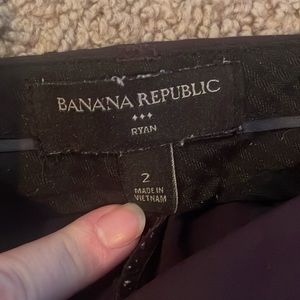 BANANA REPUBLIC
RYAN
2
MADE IN
VIETNAM